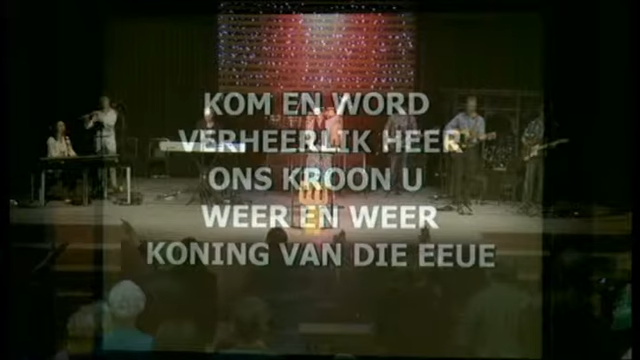 KOM EN WORD
VERHEERLIK HEER
ONS KROON U
WEER EN WEER
KONING VAN DIE EEUE